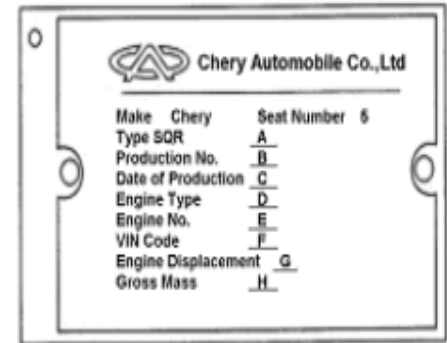 Chery Automobile Co.,Ltd
Make Chery Seat Number 5
Type SQR A
Production No. B
Date of Production C
Engine Type D
Engine No. E
VIN Code F
Engine Displacement G
Gross Mass H